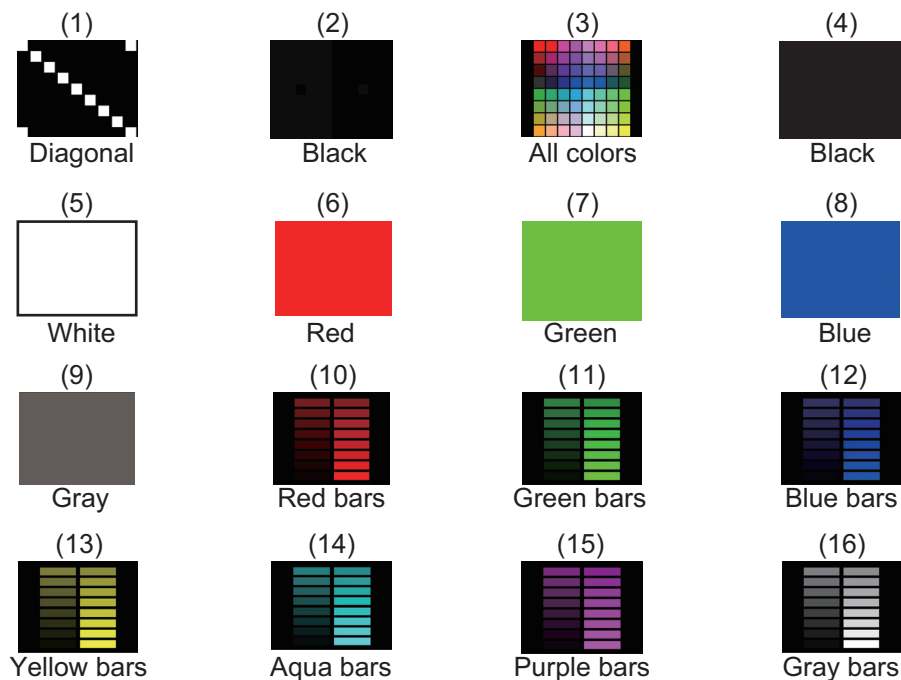 (1) (2) (3) (4)
Diagonal Black All colors Black
(5) (6) (7) (8)
White Red Green Blue
(9) (10) (11) (12)
Gray Red bars Green bars Blue bars
(13) (14) (15) (16)
Yellow bars Aqua bars Purple bars Gray bars